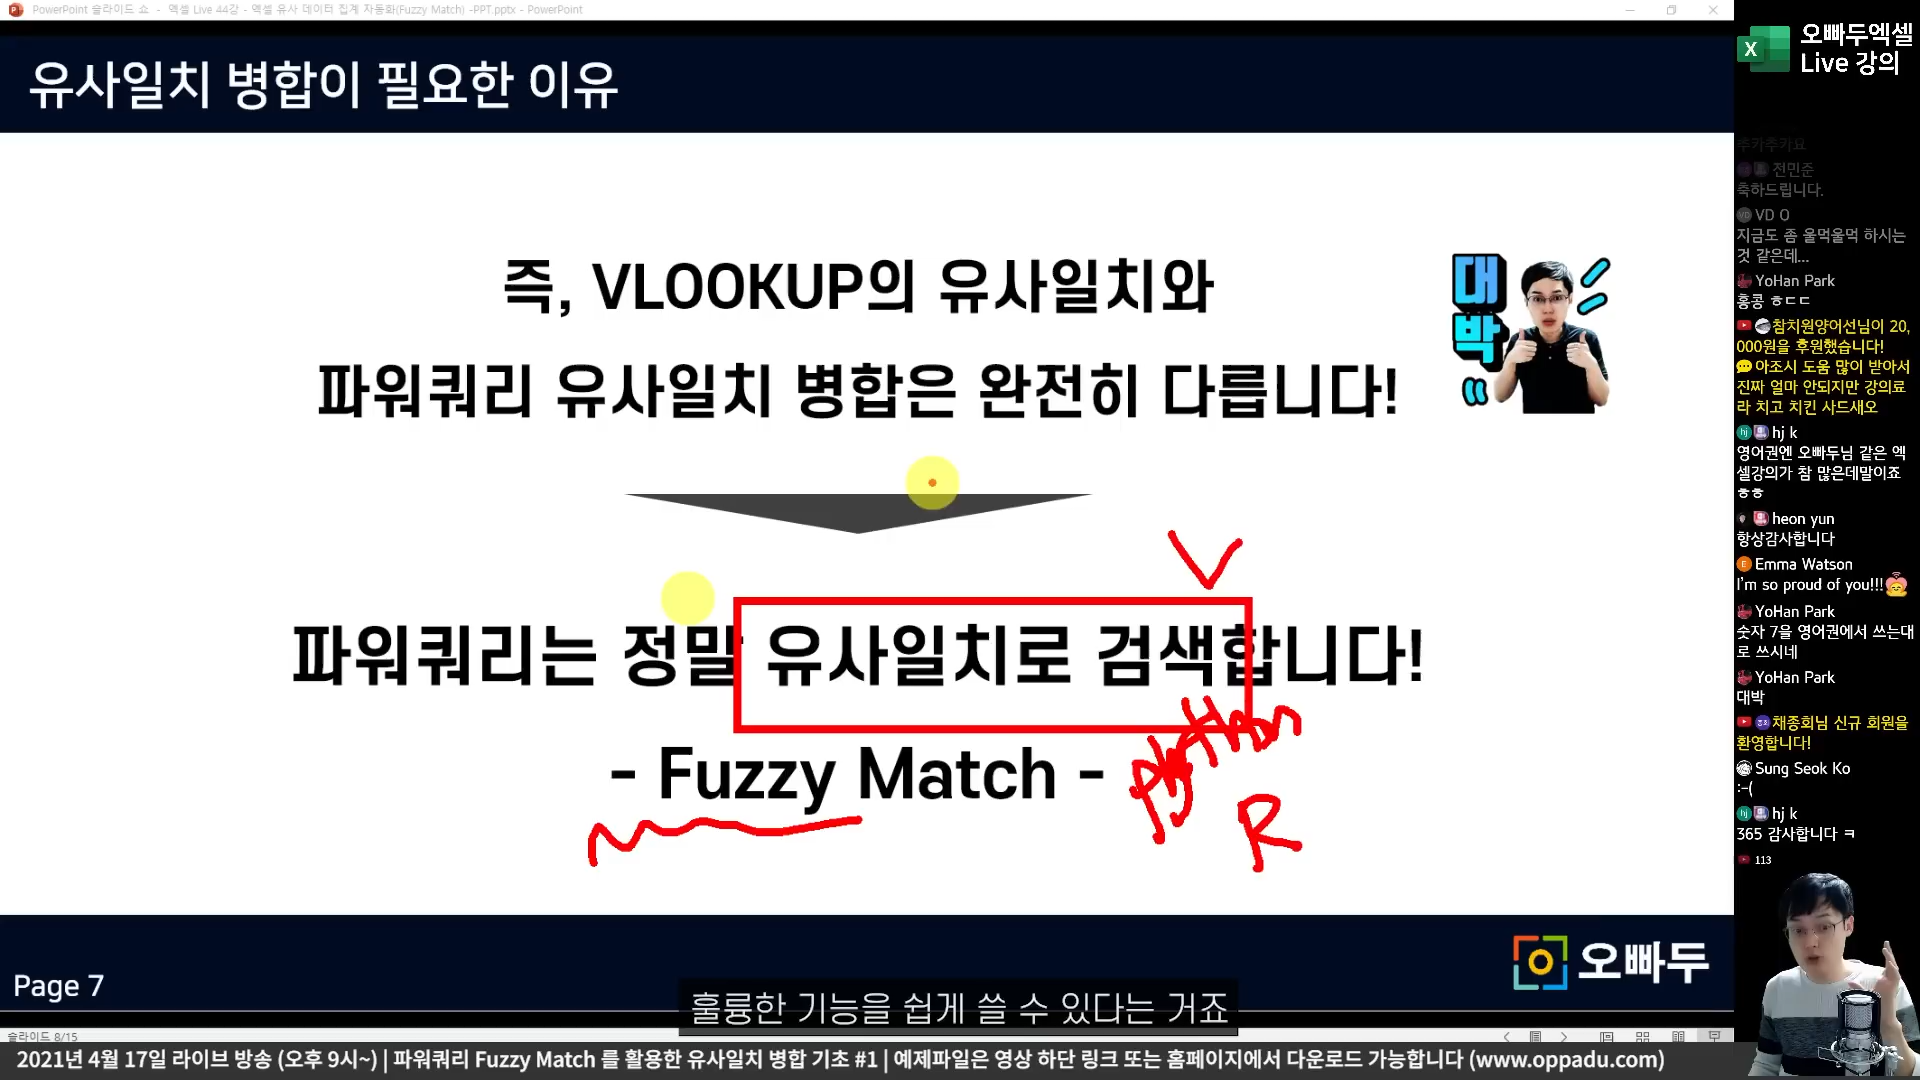 PowerPoint 슬라이드 쇼 - 엑셀 Live 44강 - 엑셀 유사 데이터 집계 자동화(Fuzzy Match) -PPT.pptx - PowerPoint
유사일치 병합이 필요한 이유
즉, VLOOKUP의 유사일치와
파워쿼리 유사일치 병합은 완전히 다릅니다!
대박
파워쿼리는 정말 유사일치로 검색합니다!
- Fuzzy Match -
python
R
Page 7
오빠두
훌륭한 기능을 쉽게 쓸 수 있다는 거죠
슬라이드 8/15
2021년 4월 17일 라이브 방송 (오후 9시~) | 파워쿼리 Fuzzy Match 를 활용한 유사일치 병합 기초 #1 | 예제파일은 영상 하단 링크 또는 홈페이지에서 다운로드 가능합니다 (www.oppadu.com)
X
오빠두엑셀
Live 강의
전민준
축하드립니다.
VD O
지금도 좀 울먹울먹 하시는
것 같은데...
YoHan Park
홍콩 ㅎㄷㄷ
참치원양어선님이 20,
000원을 후원했습니다!
아조시 도움 많이 받아서
진짜 얼마 안되지만 강의료
라 치고 치킨 사드새오
hj hj k
영어권엔 오빠두님 같은 엑
셀강의가 참 많은데말이죠
ㅎㅎ
heon yun
항상감사합니다
E Emma Watson
I'm so proud of you!!!
YoHan Park
숫자 7을 영어권에서 쓰는대
로 쓰시네
YoHan Park
대박
채종회님 신규 회원을
환영합니다!
Sung Seok Ko
:-(
hj hj k
365 감사합니다 ㅋ
113